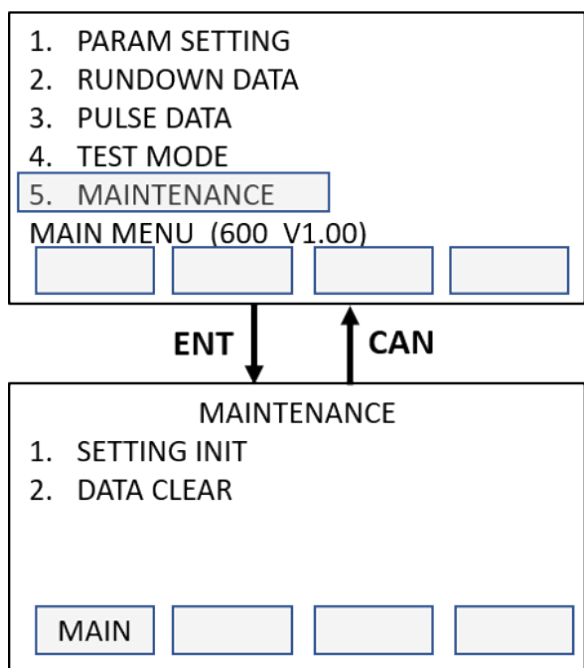 1. PARAM SETTING
2. RUNDOWN DATA
3. PULSE DATA
4. TEST MODE
5. MAINTENANCE
MAIN MENU (600 V1.00)
ENT
CAN
MAINTENANCE
1. SETTING INIT
2. DATA CLEAR
MAIN